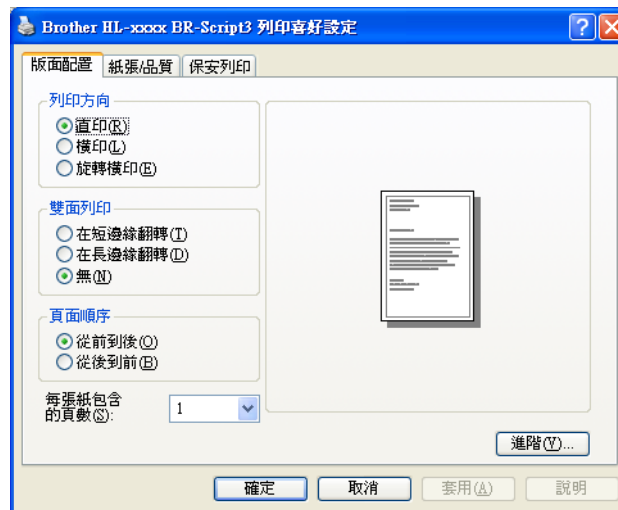 Brother HL-xxxx BR-Script3 列印喜好設定
版面配置 紙張/品質 保安列印
列印方向
直印(R)
橫印(L)
旋轉橫印(E)
雙面列印
在短邊緣翻轉(T)
在長邊緣翻轉(D)
無(N)
頁面順序
從前到後(O)
從後到前(B)
每張紙包含
的頁數(S):
1
進階(V)...
確定 取消 套用(A) 說明